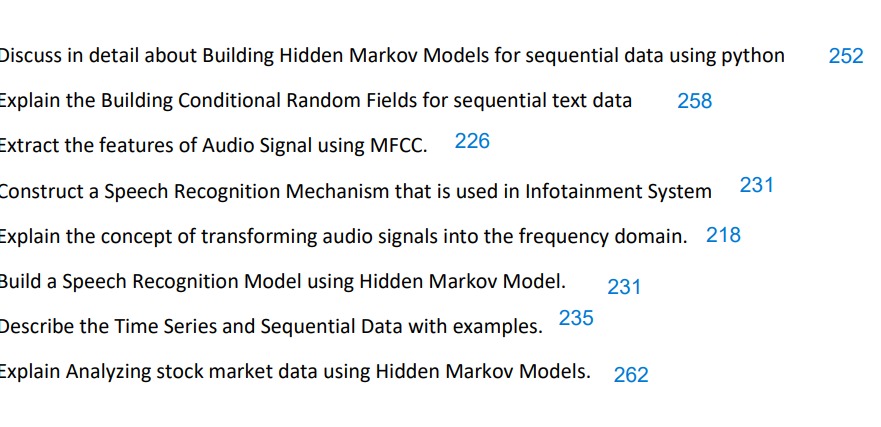 Discuss in detail about Building Hidden Markov Models for sequential data using python 252
Explain the Building Conditional Random Fields for sequential text data 258
Extract the features of Audio Signal using MFCC. 226
Construct a Speech Recognition Mechanism that is used in Infotainment System 231
Explain the concept of transforming audio signals into the frequency domain. 218
Build a Speech Recognition Model using Hidden Markov Model. 231
Describe the Time Series and Sequential Data with examples. 235
Explain Analyzing stock market data using Hidden Markov Models. 262